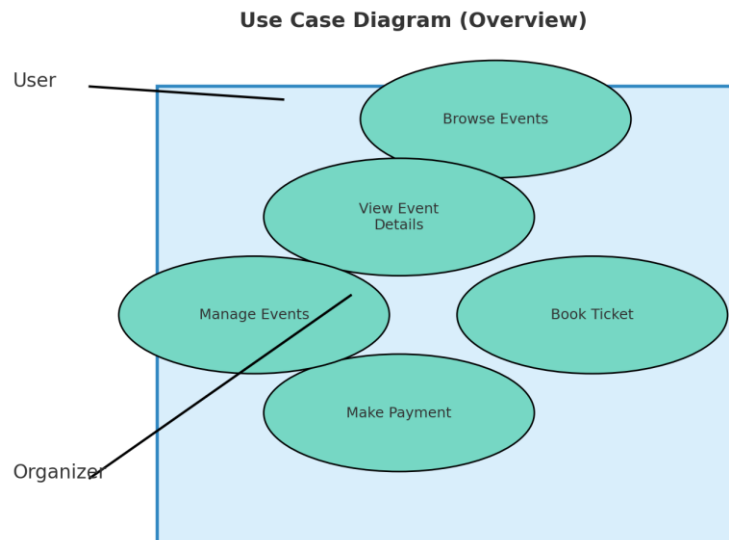 Use Case Diagram (Overview)
User
Browse Events
View Event
Details
Manage Events
Book Ticket
Make Payment
Organizer